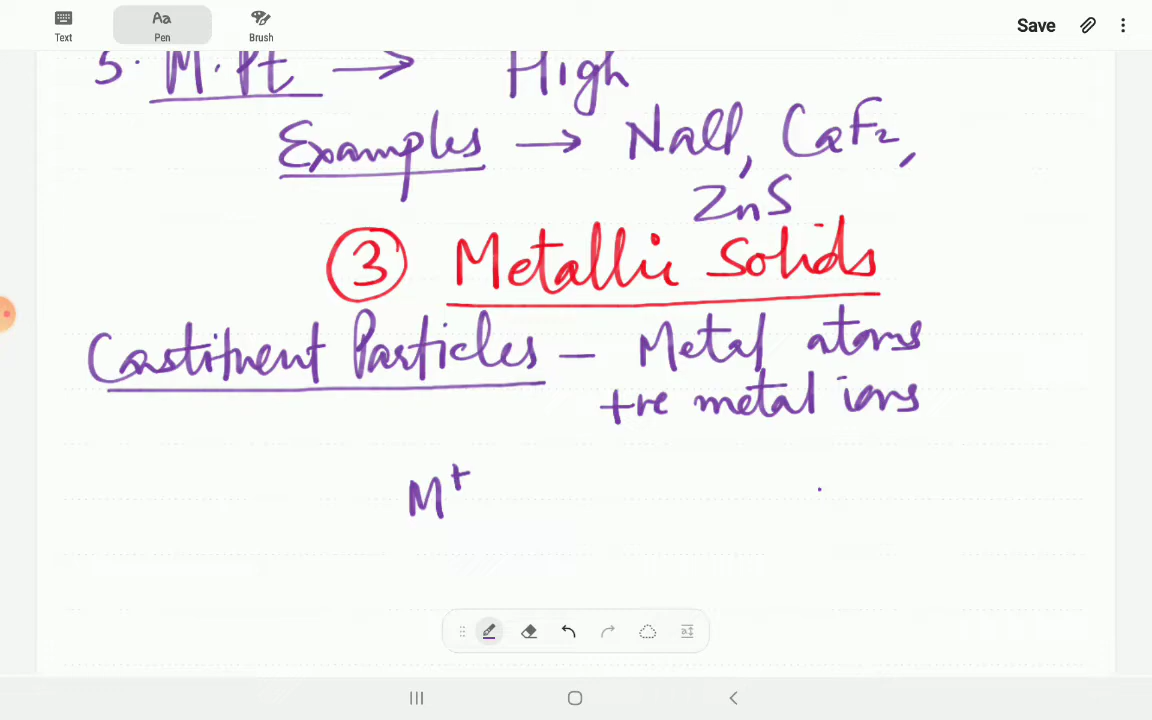 Text
Pen
Brush
Save
5. M.Pt → High
Examples → NaCl, CaF₂,
ZnS
③ Metallic Solids
Constituent Particles – Metal atoms
+ve metal ions
M⁺